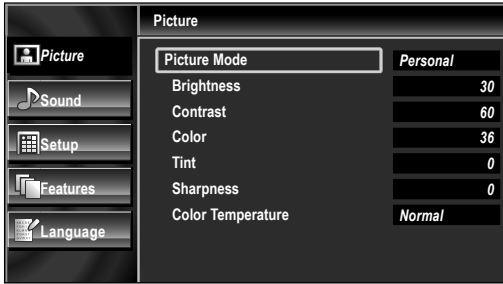 Picture
Picture
Sound
Setup
Features
Language
Picture Mode Personal
Brightness 30
Contrast 60
Color 36
Tint 0
Sharpness 0
Color Temperature Normal